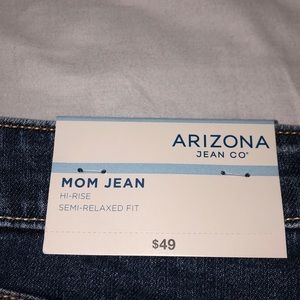 ARIZONA
JEAN CO®
MOM JEAN
HI-RISE
SEMI-RELAXED FIT
$49